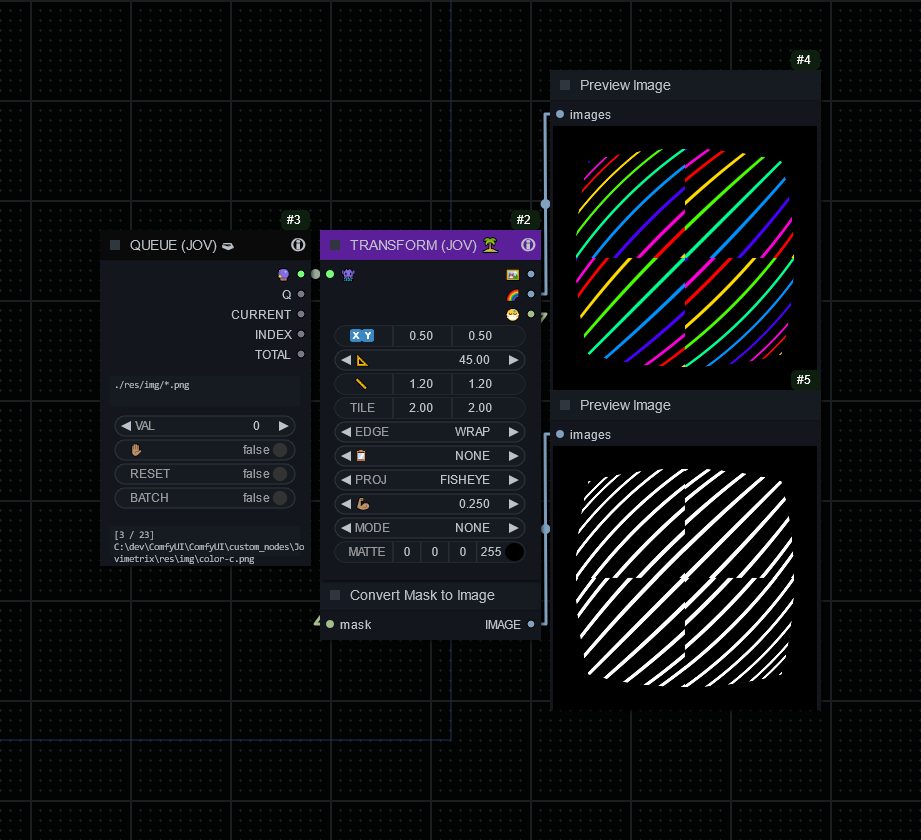 #4
Preview Image
images
#3
QUEUE (JOV)
Q
CURRENT
INDEX
TOTAL
./res/img/*.png
VAL 0
false
RESET false
BATCH false
[3 / 23]
C:\dev\ComfyUI\ComfyUI\custom_nodes\Jo
vimetrix\res\img\color-c.png
#2
TRANSFORM (JOV)
X Y 0.50 0.50
45.00
1.20 1.20
TILE 2.00 2.00
EDGE WRAP
NONE
PROJ FISHEYE
0.250
MODE NONE
MATTE 0 0 0 255
Convert Mask to Image
mask IMAGE
#5
Preview Image
images